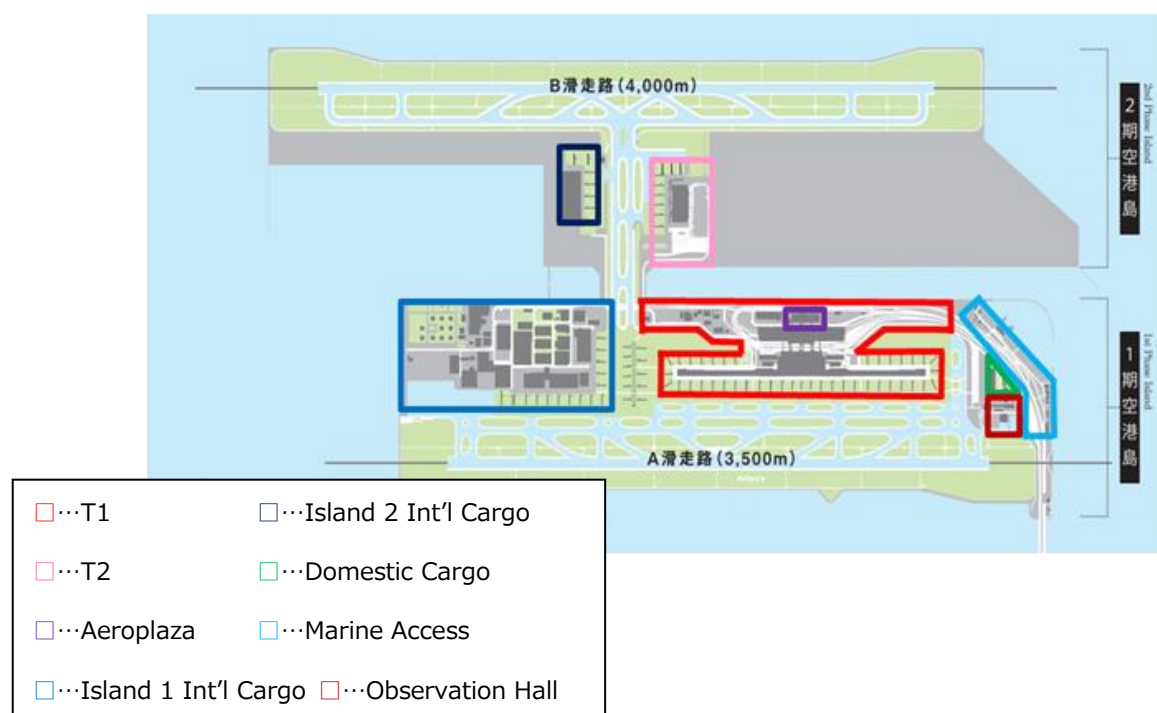 B滑走路(4,000m)
2nd Phase Island
2期空港島
1st Phase Island
1期空港島
A滑走路(3,500m)
□…T1
□…Island 2 Int’l Cargo
□…T2
□…Domestic Cargo
□…Aeroplaza
□…Marine Access
□…Island 1 Int’l Cargo
□…Observation Hall